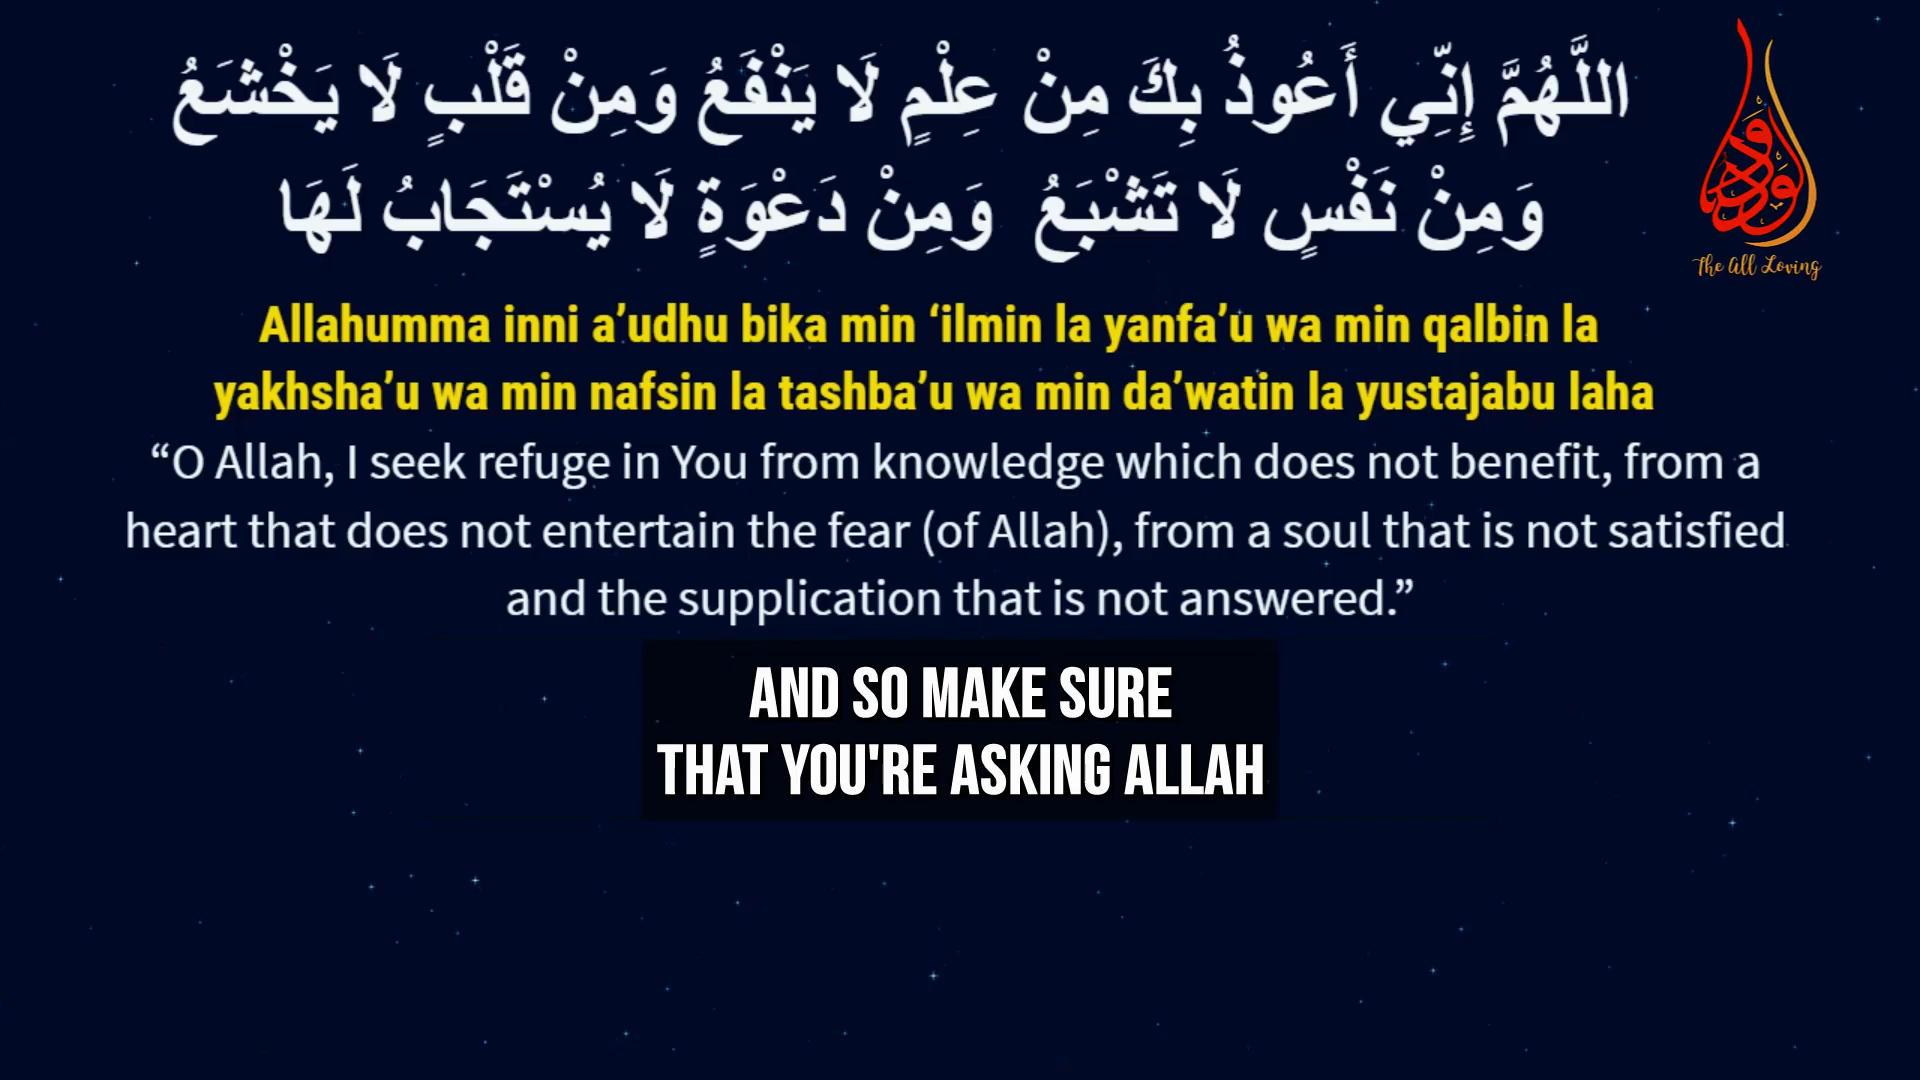 اللَّهُمَّ إِنِّي أَعُوذُ بِكَ مِنْ عِلْمٍ لَا يَنْفَعُ وَمِنْ قَلْبٍ لَا يَخْشَعُ
وَمِنْ نَفْسٍ لَا تَشْبَعُ وَمِنْ دَعْوَةٍ لَا يُسْتَجَابُ لَهَا
The All Loving
Allahumma inni a’udhu bika min ‘ilmin la yanfa’u wa min qalbin la
yakhsha’u wa min nafsin la tashba’u wa min da’watin la yustajabu laha
“O Allah, I seek refuge in You from knowledge which does not benefit, from a
heart that does not entertain the fear (of Allah), from a soul that is not satisfied
and the supplication that is not answered.”
AND SO MAKE SURE
THAT YOU'RE ASKING ALLAH